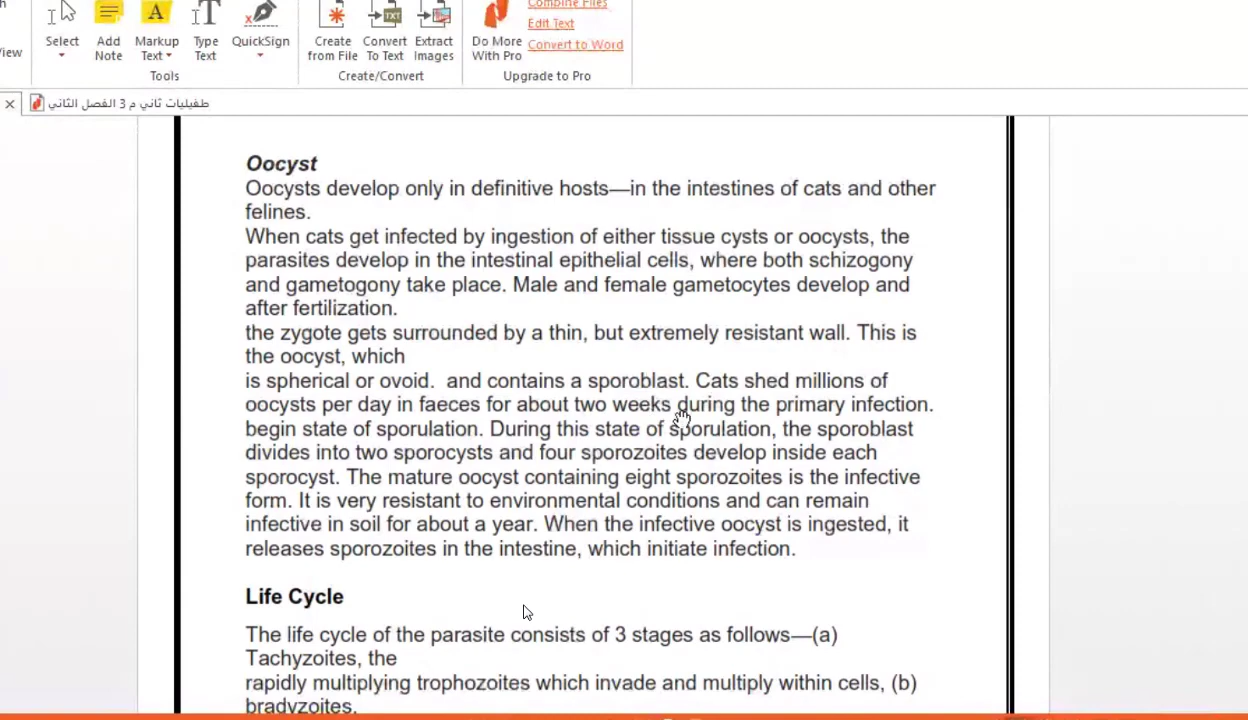 Combine Files
Edit Text
Convert to Word
View
Select
Add Note
Markup Text
Type Text
QuickSign
Create from File
Convert To Text
Extract Images
Do More With Pro
Tools
Create/Convert
Upgrade to Pro
طفيليات ثاني م 3 الفصل الثاني
Oocyst
Oocysts develop only in definitive hosts—in the intestines of cats and other
felines.
When cats get infected by ingestion of either tissue cysts or oocysts, the
parasites develop in the intestinal epithelial cells, where both schizogony
and gametogony take place. Male and female gametocytes develop and
after fertilization.
the zygote gets surrounded by a thin, but extremely resistant wall. This is
the oocyst, which
is spherical or ovoid. and contains a sporoblast. Cats shed millions of
oocysts per day in faeces for about two weeks during the primary infection.
begin state of sporulation. During this state of sporulation, the sporoblast
divides into two sporocysts and four sporozoites develop inside each
sporocyst. The mature oocyst containing eight sporozoites is the infective
form. It is very resistant to environmental conditions and can remain
infective in soil for about a year. When the infective oocyst is ingested, it
releases sporozoites in the intestine, which initiate infection.
Life Cycle
The life cycle of the parasite consists of 3 stages as follows—(a)
Tachyzoites, the
rapidly multiplying trophozoites which invade and multiply within cells, (b)
bradyzoites,